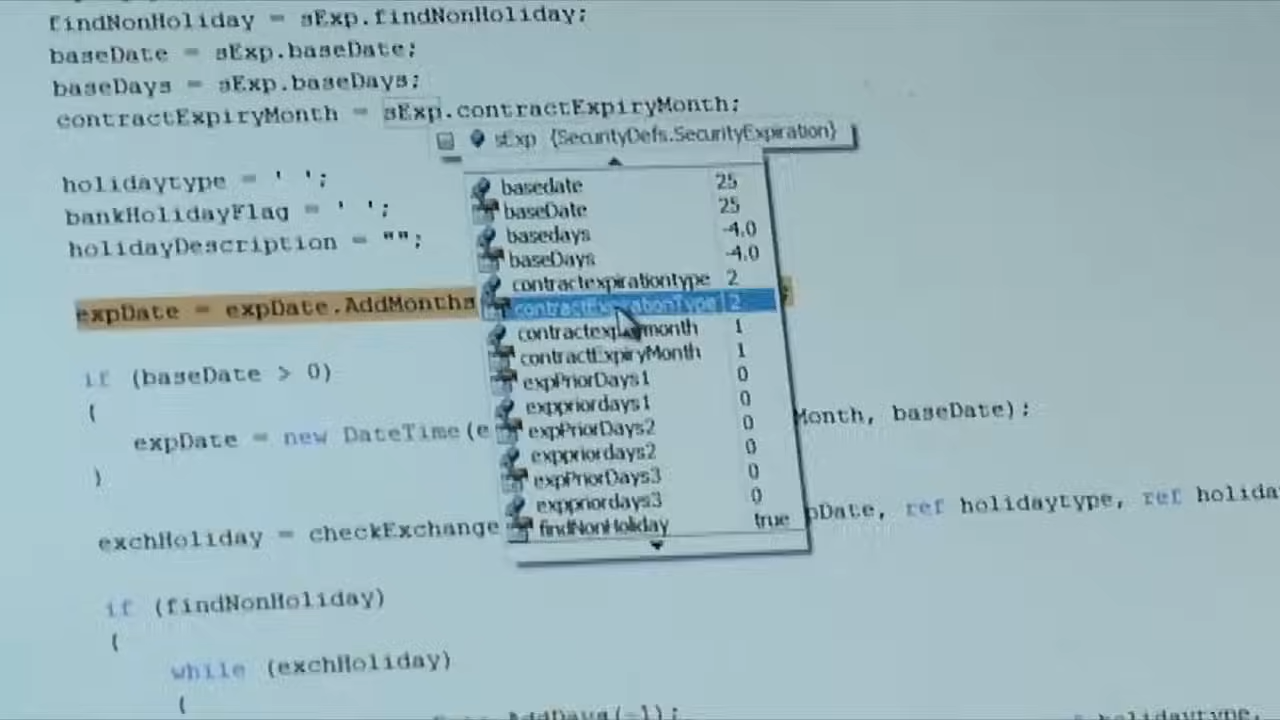 findNonHoliday = sExp.findNonHoliday;
baseDate = sExp.baseDate;
baseDays = sExp.baseDays;
contractExpiryMonth = sExp.contractExpiryMonth;
sExp {SecurityDefs.SecurityExpiration}
holidaytype = ' ';
bankHolidayFlag = ' ';
holidayDescription = "";
basedate 25
baseDate 25
basedays -4.0
baseDays -4.0
contractexpirationtype 2
contractExpirationType 2
contractexpirymonth 1
contractExpiryMonth 1
expPriorDays1 0
exppriordays1 0
expPriorDays2 0
exppriordays2 0
expPriorDays3 0
exppriordays3 0
findNonHoliday true
expDate = expDate.AddMonths
if (baseDate > 0)
{
expDate = new DateTime(e Month, baseDate);
}
exchHoliday = checkExchange pDate, ref holidaytype, ref holida
if (findNonHoliday)
{
while (exchHoliday)
{
AddDays(-1);
holidaytype,